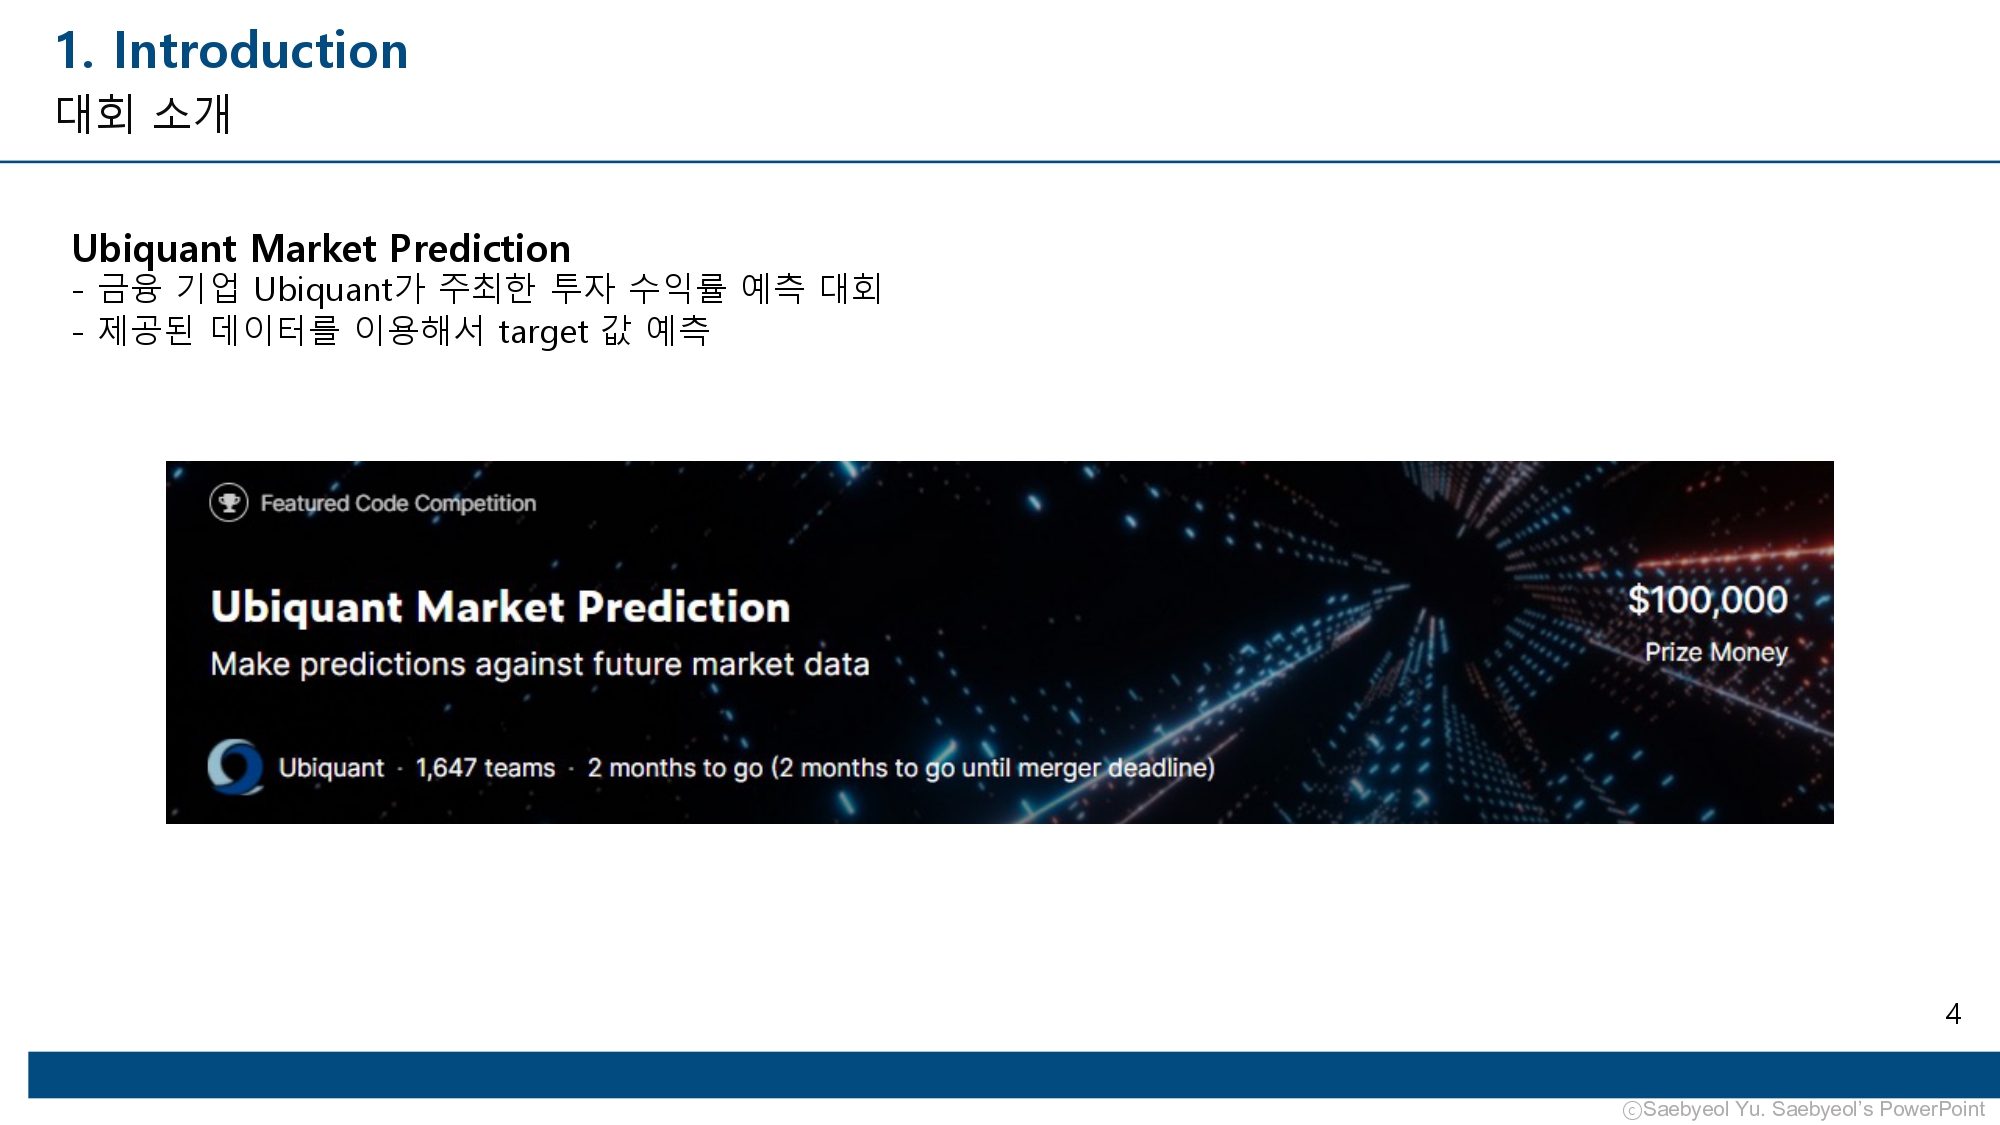 1. Introduction
대회 소개
Ubiquant Market Prediction
- 금융 기업 Ubiquant가 주최한 투자 수익률 예측 대회
- 제공된 데이터를 이용해서 target 값 예측
Featured Code Competition
Ubiquant Market Prediction
Make predictions against future market data
$100,000
Prize Money
Ubiquant · 1,647 teams · 2 months to go (2 months to go until merger deadline)
4
ⓒSaebyeol Yu. Saebyeol’s PowerPoint